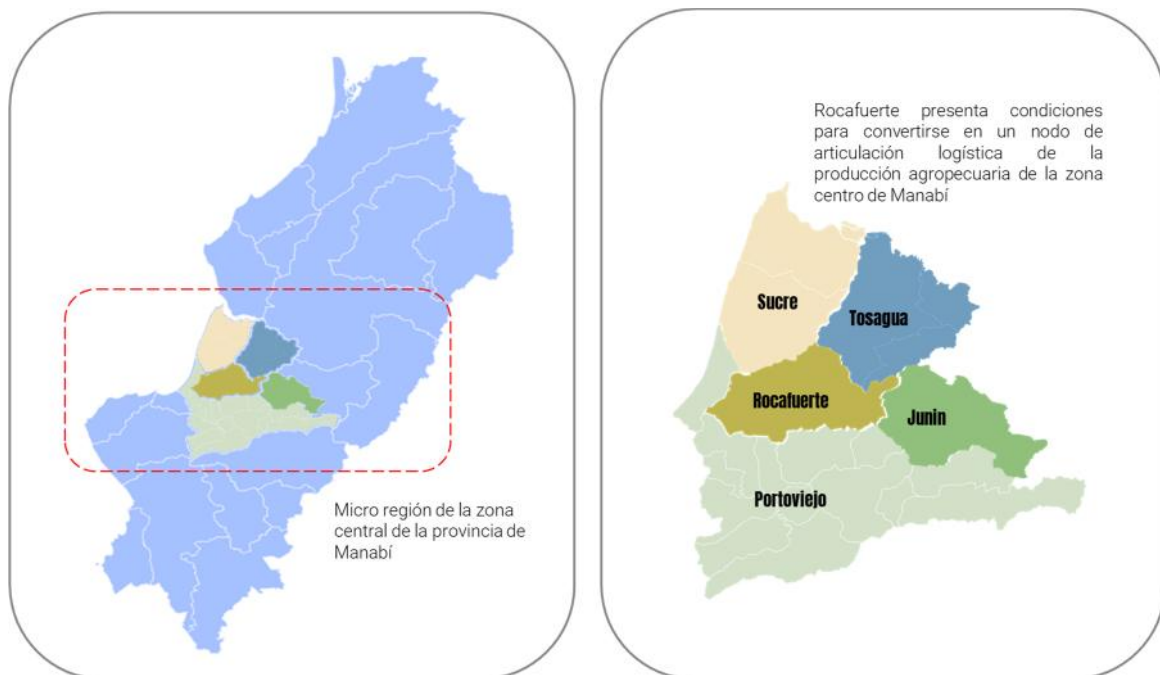 Micro región de la zona
central de la provincia de
Manabí
Rocafuerte presenta condiciones
para convertirse en un nodo de
articulación logística de la
producción agropecuaria de la zona
centro de Manabí
Sucre
Tosagua
Rocafuerte
Junin
Portoviejo